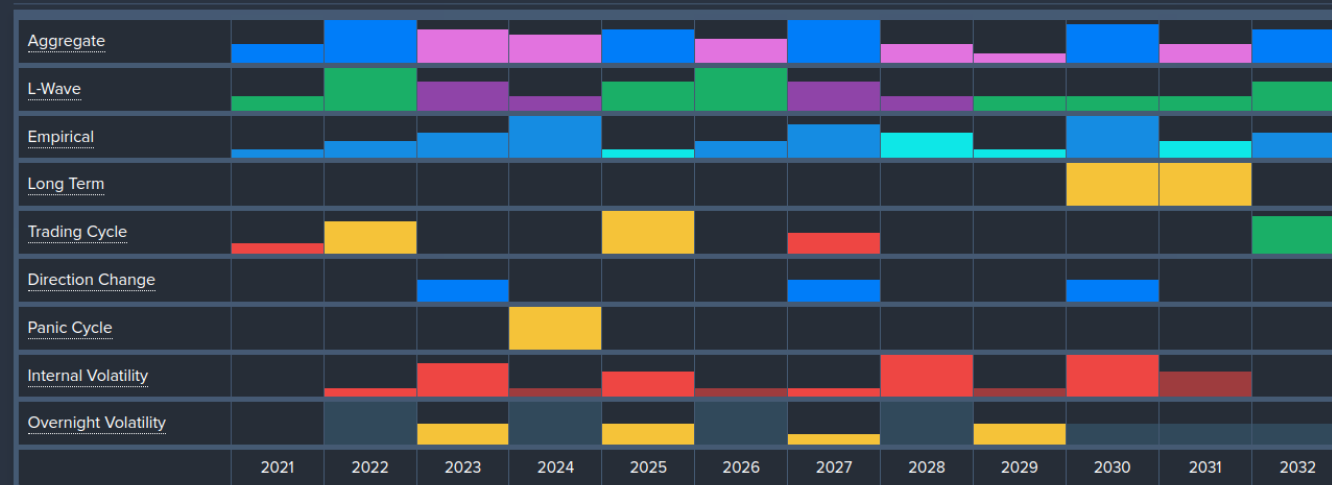 Aggregate
L-Wave
Empirical
Long Term
Trading Cycle
Direction Change
Panic Cycle
Internal Volatility
Overnight Volatility
2021 2022 2023 2024 2025 2026 2027 2028 2029 2030 2031 2032